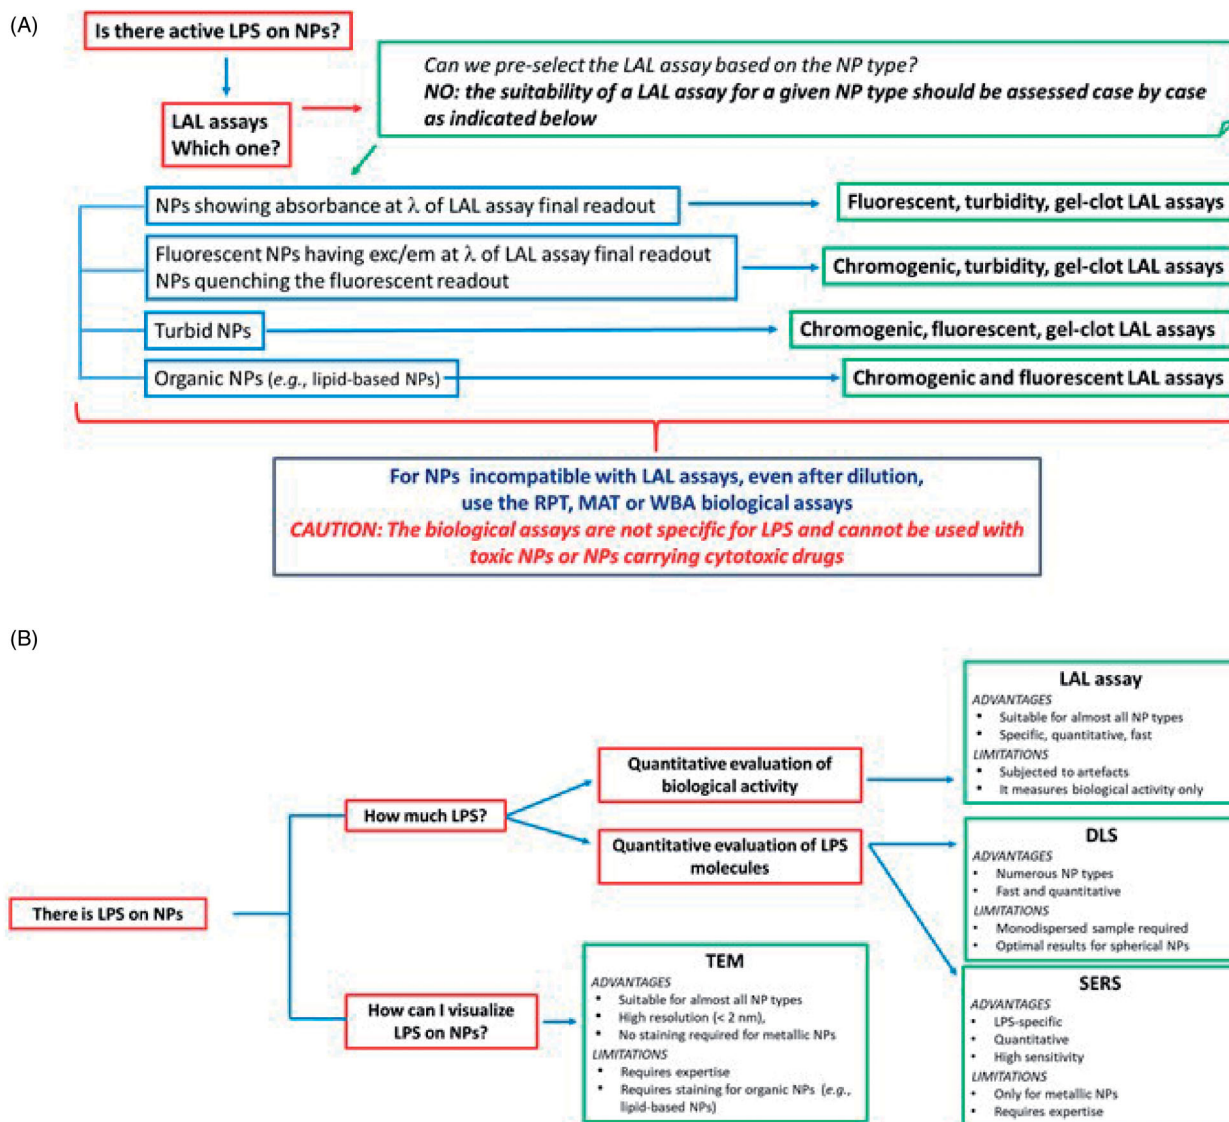 (A)
Is there active LPS on NPs?
Can we pre-select the LAL assay based on the NP type?
NO: the suitability of a LAL assay for a given NP type should be assessed case by case
as indicated below
LAL assays
Which one?
NPs showing absorbance at λ of LAL assay final readout
Fluorescent, turbidity, gel-clot LAL assays
Fluorescent NPs having exc/em at λ of LAL assay final readout
NPs quenching the fluorescent readout
Chromogenic, turbidity, gel-clot LAL assays
Turbid NPs
Chromogenic, fluorescent, gel-clot LAL assays
Organic NPs (e.g., lipid-based NPs)
Chromogenic and fluorescent LAL assays
For NPs incompatible with LAL assays, even after dilution,
use the RPT, MAT or WBA biological assays
CAUTION: The biological assays are not specific for LPS and cannot be used with
toxic NPs or NPs carrying cytotoxic drugs
(B)
There is LPS on NPs
How much LPS?
Quantitative evaluation of
biological activity
LAL assay
ADVANTAGES
• Suitable for almost all NP types
• Specific, quantitative, fast
LIMITATIONS
• Subjected to artefacts
• It measures biological activity only
Quantitative evaluation of LPS
molecules
DLS
ADVANTAGES
• Numerous NP types
• Fast and quantitative
LIMITATIONS
• Monodispersed sample required
• Optimal results for spherical NPs
SERS
ADVANTAGES
• LPS-specific
• Quantitative
• High sensitivity
LIMITATIONS
• Only for metallic NPs
• Requires expertise
How can I visualize
LPS on NPs?
TEM
ADVANTAGES
• Suitable for almost all NP types
• High resolution (< 2 nm),
• No staining required for metallic NPs
LIMITATIONS
• Requires expertise
• Requires staining for organic NPs (e.g.,
lipid-based NPs)